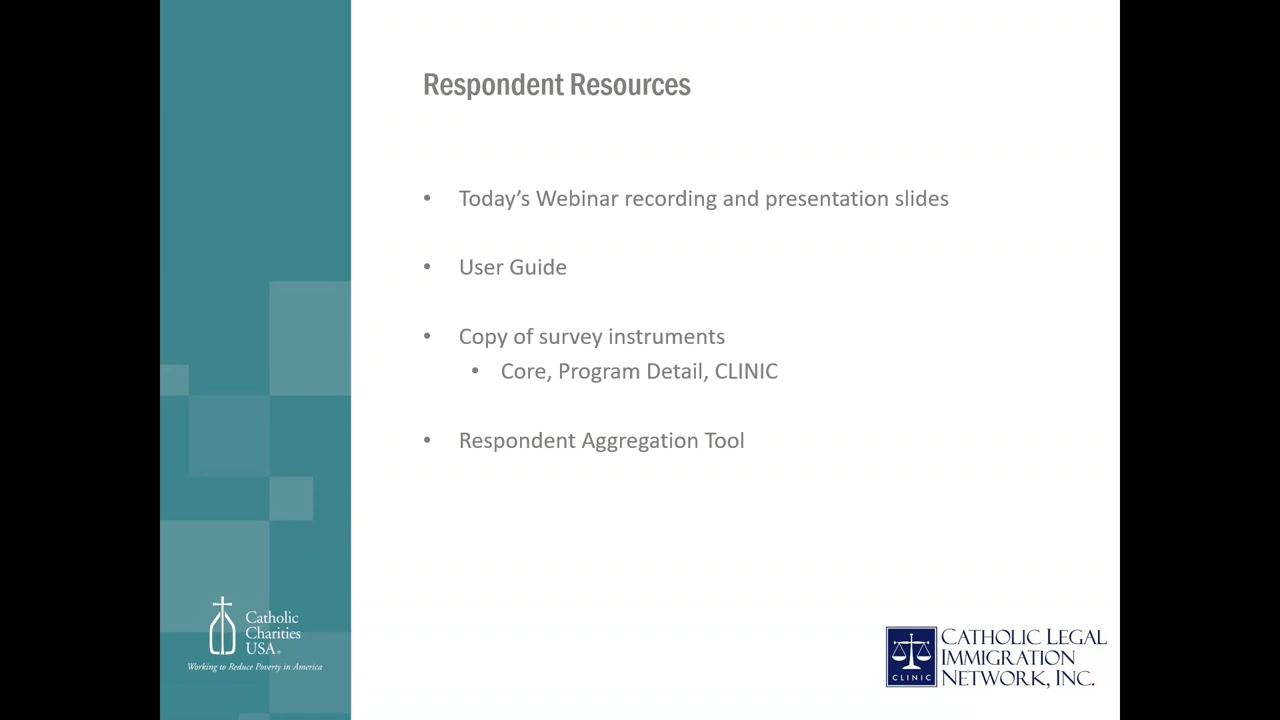 Respondent Resources
• Today's Webinar recording and presentation slides
• User Guide
• Copy of survey instruments
• Core, Program Detail, CLINIC
• Respondent Aggregation Tool
Catholic
Charities
USA®
Working to Reduce Poverty in America
CLINIC
CATHOLIC LEGAL
IMMIGRATION
NETWORK, INC.